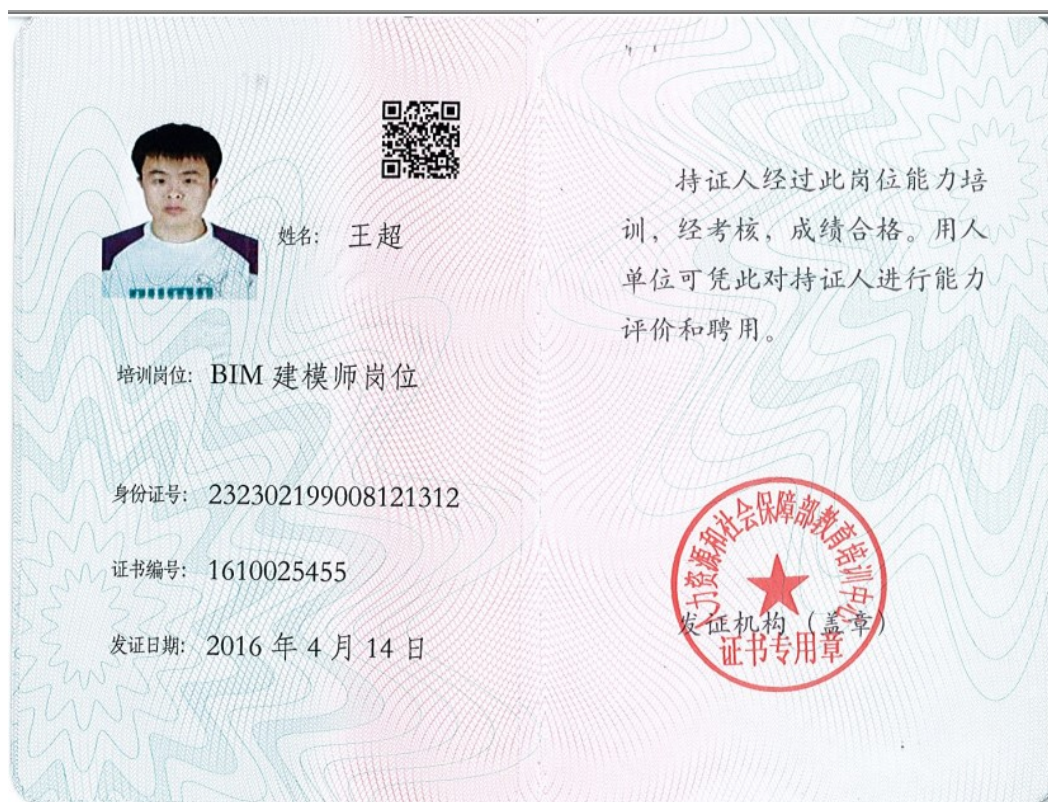 姓名: 王超
培训岗位: BIM 建模师岗位
身份证号: 232302199008121312
证书编号: 1610025455
发证日期: 2016 年 4 月 14 日
持证人经过此岗位能力培
训，经考核，成绩合格。用人
单位可凭此对持证人进行能力
评价和聘用。
人力资源和社会保障部教育培训中心
发证机构（盖章）
证书专用章